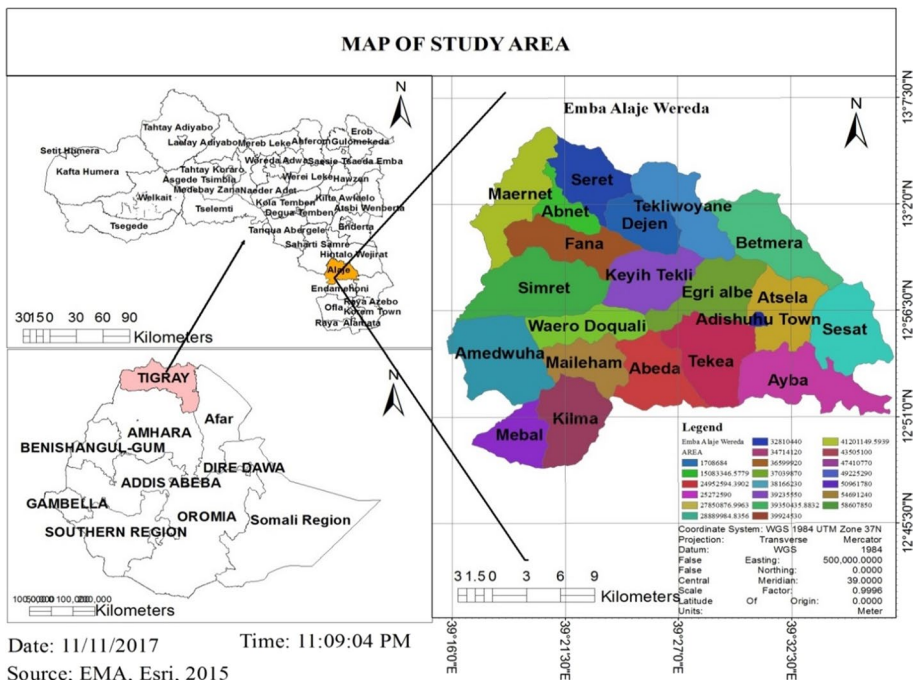 MAP OF STUDY AREA
N
Tahtay Adiyabo
Erob
Laelay Adiyabo Mereb Leke Ahferom Gulomekeda
Setit Humera
Wereda Adwa Saesie Tsaeda Emba
Kafta Humera
Tahtay Koraro
Werei Leke Hawzen
Asgede Tsimbla
Medebay Zana Naeder Adet
Welkait
Kola Temben
Kilte Awlaelo
Tselemti
Degua Temben
Atsbi Wenberta
Tsegede
Tanqua Abergele
Enderta
Saharti Samre
Hintalo Wejirat
Alaje
Endamehoni
Raya Azebo
Ofla
Korem Town
Raya Alamata
30 15 0 30 60 90
Kilometers
N
TIGRAY
Afar
AMHARA
BENISHANGUL-GUM
DIRE DAWA
ADDIS ABEBA
GAMBELLA
OROMIA
Somali Region
SOUTHERN REGION
Kilometers
Emba Alaje Wereda
N
Seret
Maernet
Tekliwoyane
Abnet
Dejen
Fana
Betmera
Keyih Tekli
Simret
Egri albe
Atsela
Waero Doquali
Adishuhu Town
Sesat
Amedwuha
Maileham
Abeda
Tekea
Ayba
Kilma
Mebal
Legend
Emba Alaje Wereda
AREA
1708684
15083346.5779
24952594.3902
25272590
27850876.9963
28889984.8356
32810440
34714120
36599920
37039870
38166230
39235550
39350435.8832
39924530
41201149.5939
43505100
47410770
49225290
50961780
54691240
58607850
Coordinate System: WGS 1984 UTM Zone 37N
Projection: Transverse Mercator
Datum: WGS 1984
False Easting: 500,000.0000
False Northing: 0.0000
Central Meridian: 39.0000
Scale Factor: 0.9996
Latitude Of Origin: 0.0000
Units: Meter
3 1.5 0 3 6 9
Kilometers
13°7'30"N
13°2'0"N
12°56'30"N
12°51'0"N
12°45'30"N
39°16'0"E
39°21'30"E
39°27'0"E
39°32'30"E
Date: 11/11/2017
Time: 11:09:04 PM
Source: EMA, Esri, 2015